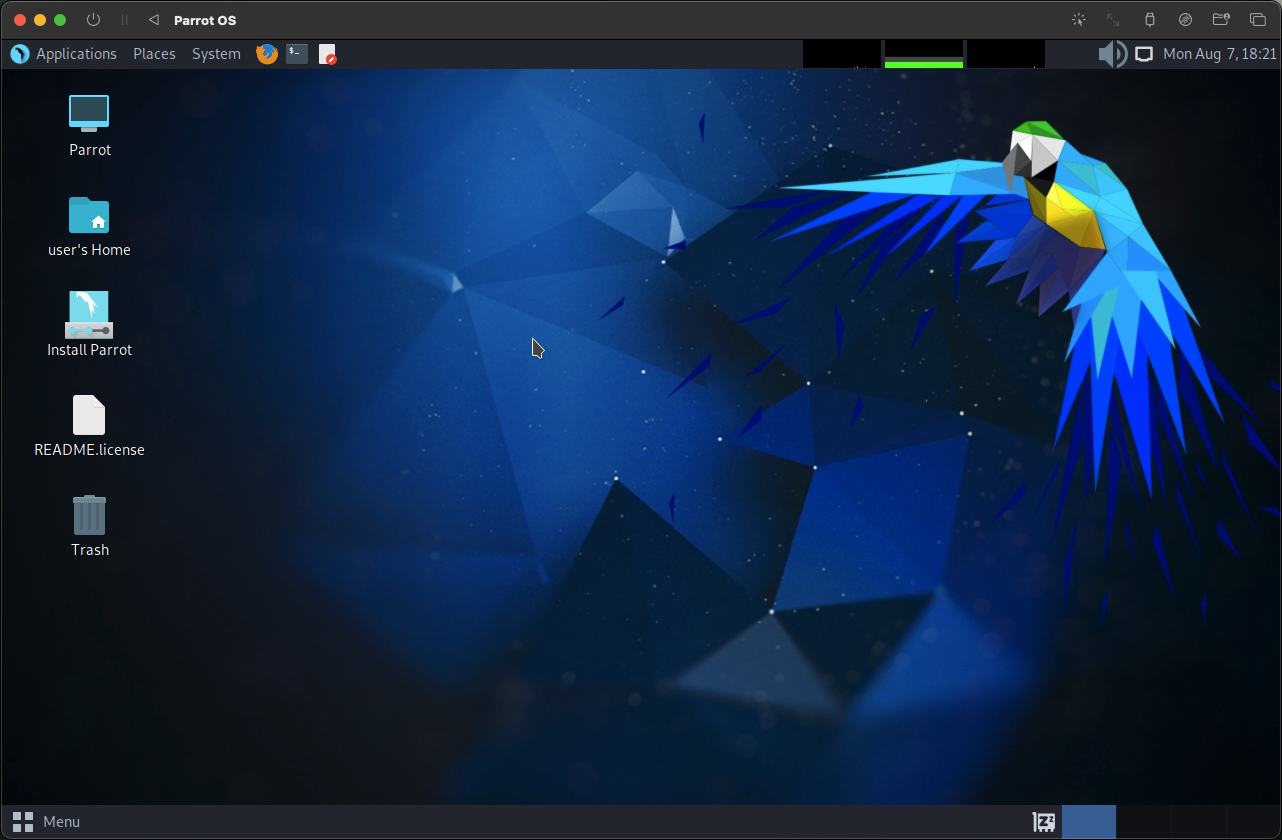 Parrot OS
Applications Places System $- Mon Aug 7, 18:21
Parrot
user's Home
Install Parrot
README.license
Trash
Menu